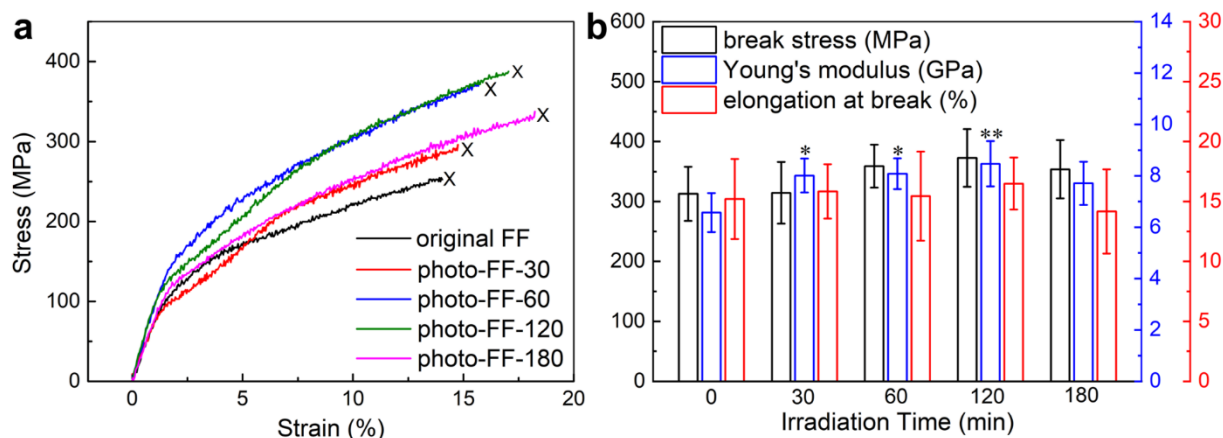 a
Stress (MPa)
400
300
200
100
0
0
5
10
15
20
Strain (%)
X
X
X
X
X
original FF
photo-FF-30
photo-FF-60
photo-FF-120
photo-FF-180
b
600
500
400
300
200
100
0
break stress (MPa)
Young's modulus (GPa)
elongation at break (%)
*
*
**
0
30
60
120
180
Irradiation Time (min)
14
12
10
8
6
4
2
0
30
25
20
15
10
5
0